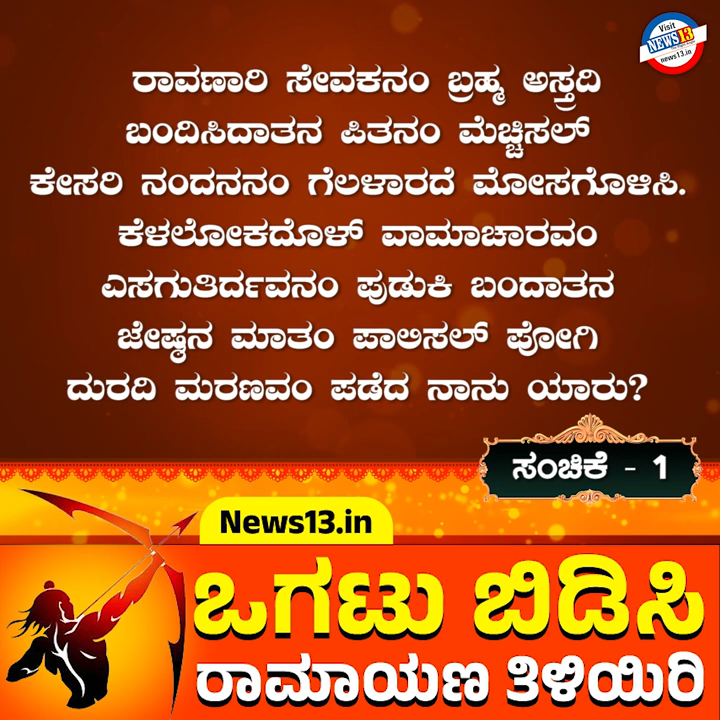 Visit
NEWS13
news13.in
ರಾವಣಾರಿ ಸೇವಕನಂ ಬ್ರಹ್ಮ ಅಸ್ತ್ರದಿ
ಬಂದಿಸಿದಾತನ ಪಿತನಂ ಮೆಚ್ಚಿಸಲ್
ಕೇಸರಿ ನಂದನನಂ ಗೆಲಳಾರದೆ ಮೋಸಗೊಳಿಸಿ.
ಕೆಳಲೋಕದೊಳ್ ವಾಮಾಚಾರವಂ
ಎಸಗುತಿರ್ದವನಂ ಪುಡುಕಿ ಬಂದಾತನ
ಜೇಷ್ಠನ ಮಾತಂ ಪಾಲಿಸಲ್ ಪೋಗಿ
ದುರದಿ ಮರಣವಂ ಪಡೆದ ನಾನು ಯಾರು?
ಸಂಚಿಕೆ - 1
News13.in
ಒಗಟು ಬಿಡಿಸಿ
ರಾಮಾಯಣ ತಿಳಿಯಿರಿ